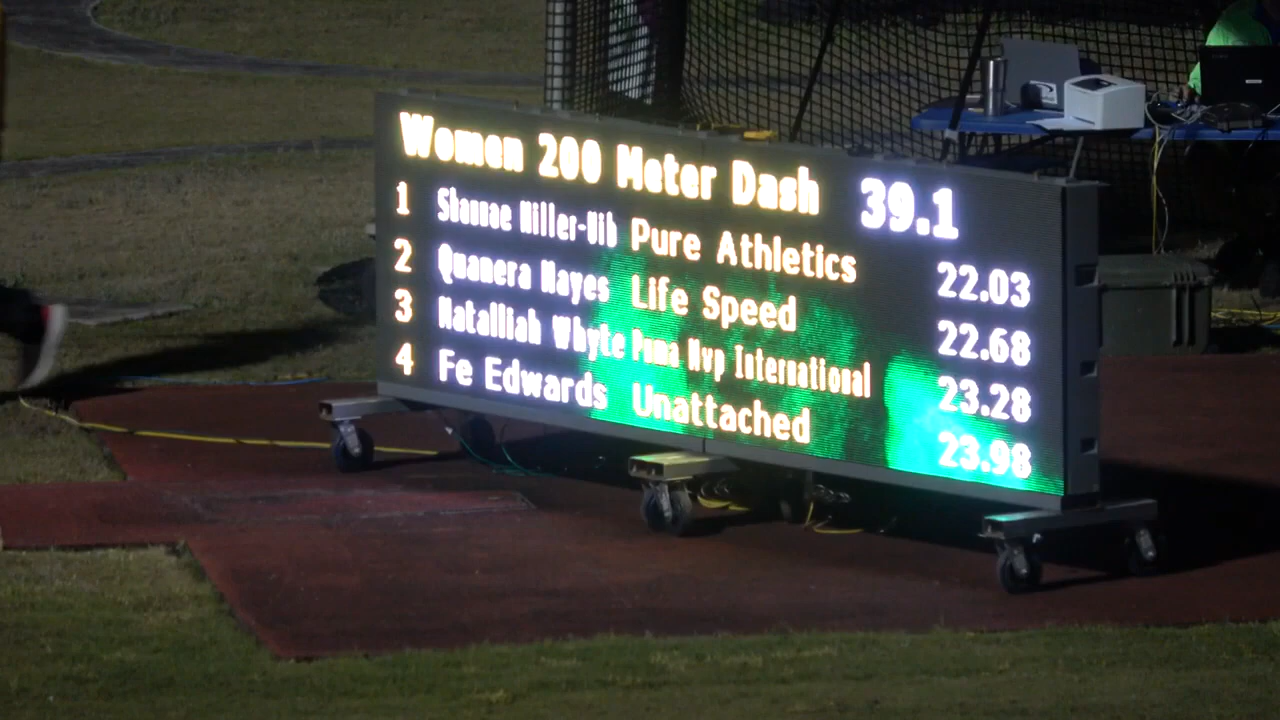 Women 200 Meter Dash 39.1
1 Shaunae Miller-Uib Pure Athletics 22.03
2 Quanera Hayes Life Speed 22.68
3 Natalliah Whyte Puma Mvp International 23.28
4 Fe Edwards Unattached 23.98